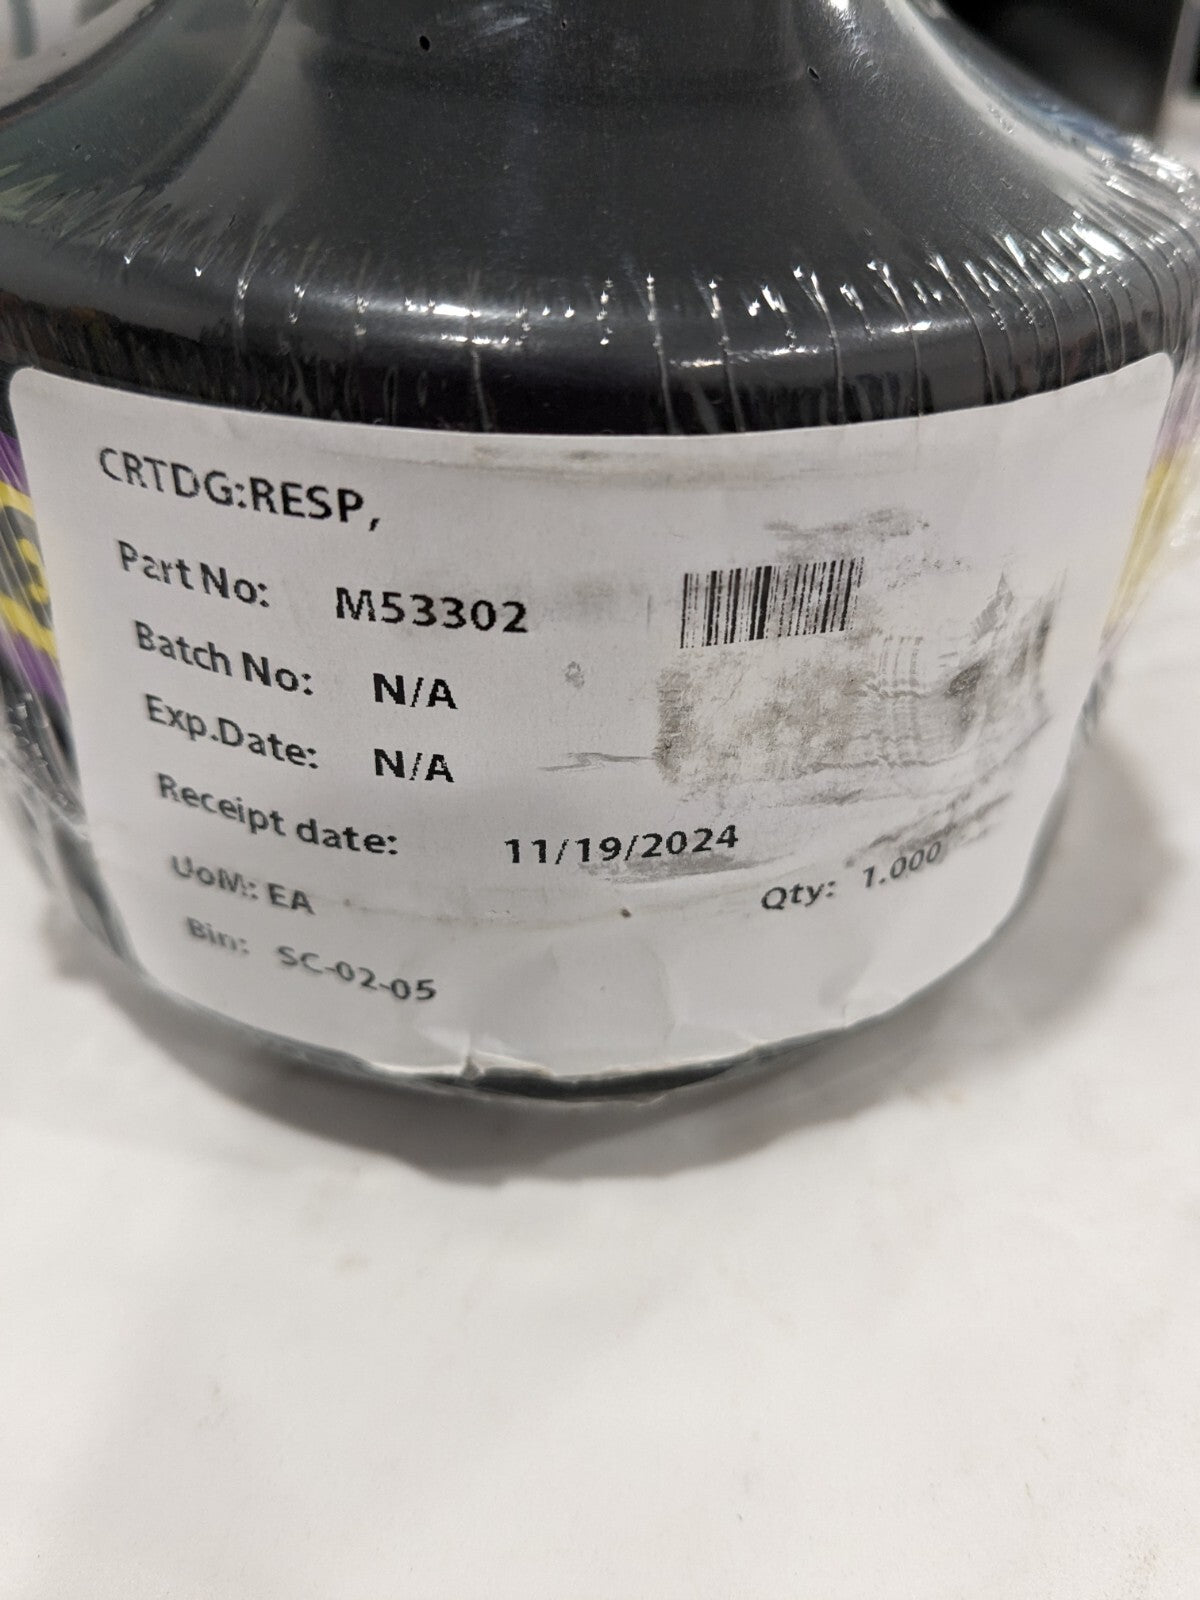 CRTDG:RESP,
Part No: M53302
Batch No: N/A
Exp.Date: N/A
Receipt date: 11/19/2024
UoM: EA Qty: 1.000
Bin: SC-02-05